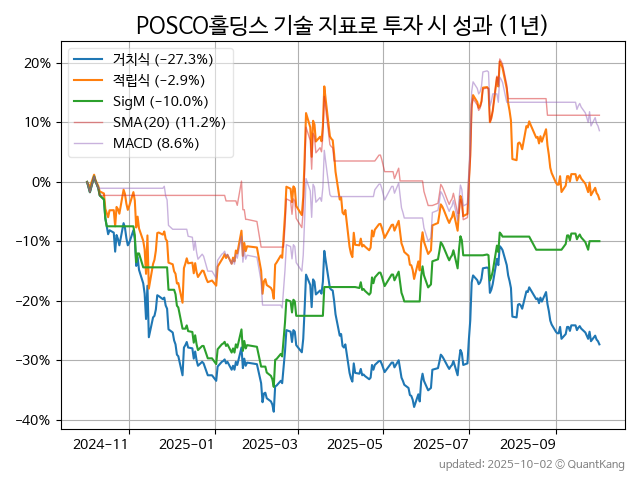 POSCO홀딩스 기술 지표로 투자 시 성과 (1년)
거치식 (−27.3%)
적립식 (−2.9%)
SigM (−10.0%)
SMA(20) (11.2%)
MACD (8.6%)
20%
10%
0%
−10%
−20%
−30%
−40%
2024-11 2025-01 2025-03 2025-05 2025-07 2025-09
updated: 2025-10-02 ⓒ QuantKang